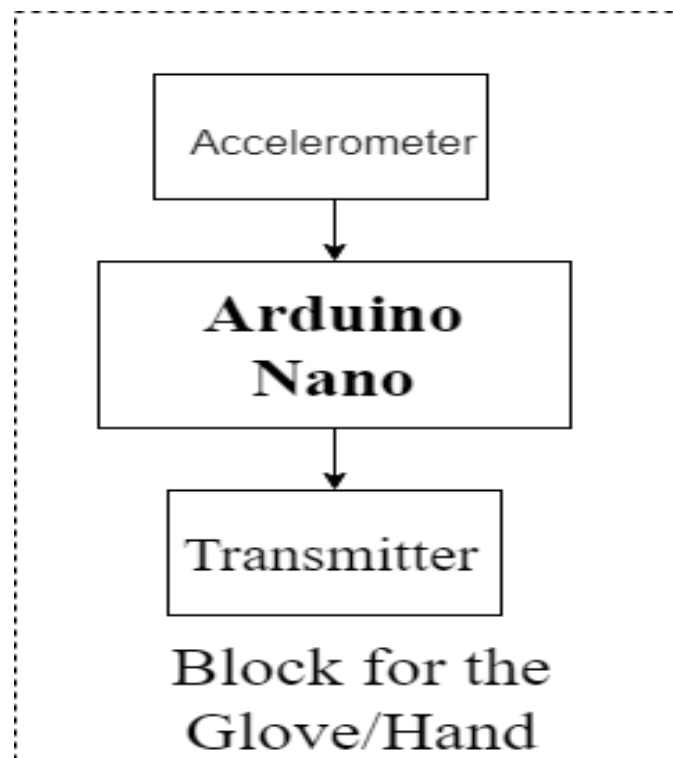 Accelerometer
Arduino
Nano
Transmitter
Block for the
Glove/Hand